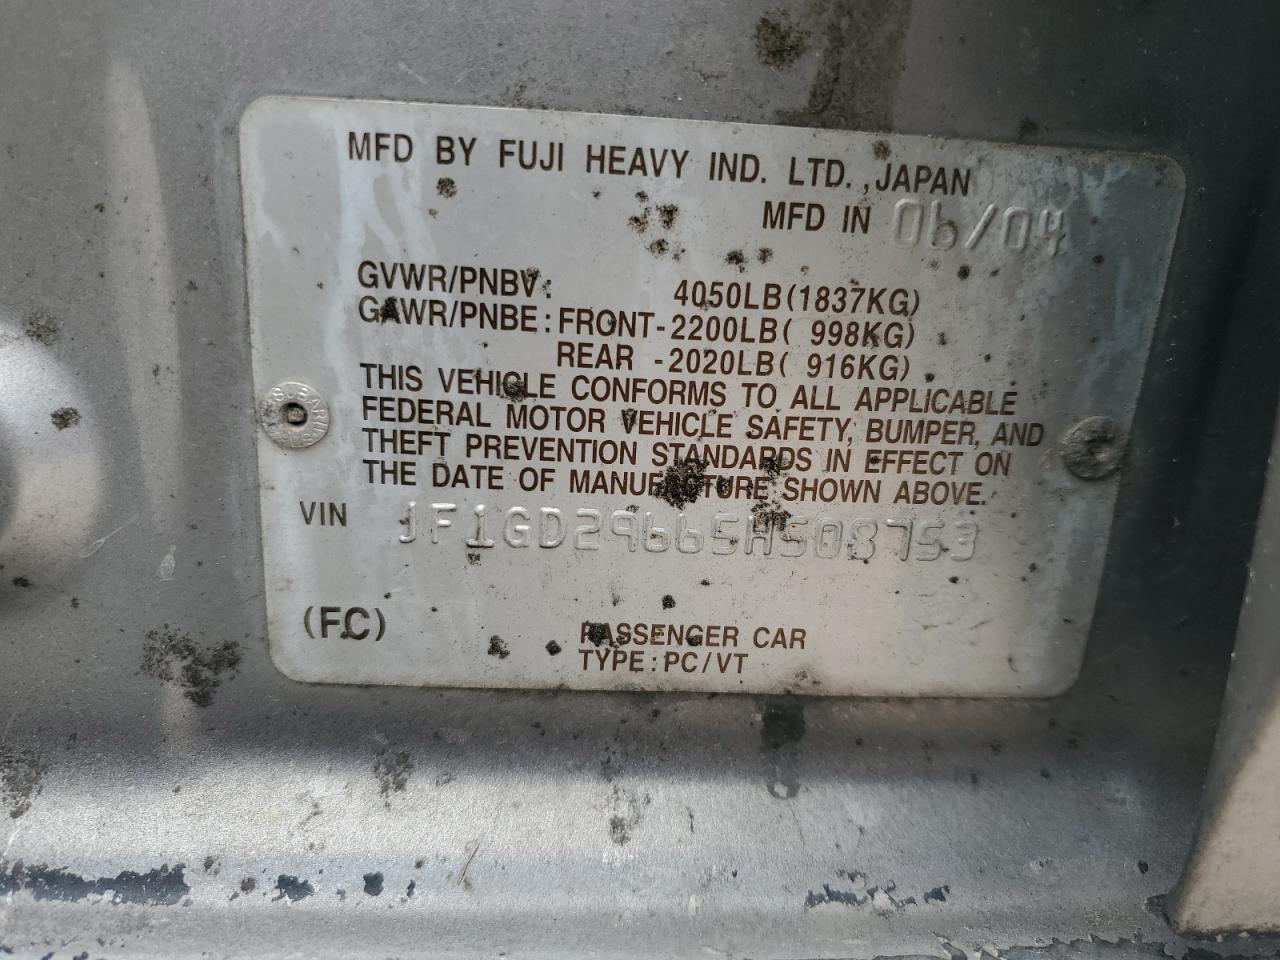 MFD BY FUJI HEAVY IND. LTD., JAPAN
MFD IN 06/04
GVWR/PNBV: 4050LB(1837KG)
GAWR/PNBE: FRONT-2200LB( 998KG)
REAR -2020LB( 916KG)
THIS VEHICLE CONFORMS TO ALL APPLICABLE
FEDERAL MOTOR VEHICLE SAFETY, BUMPER, AND
THEFT PREVENTION STANDARDS IN EFFECT ON
THE DATE OF MANUFACTURE SHOWN ABOVE.
VIN JF1GD29665H508753
(FC)
PASSENGER CAR
TYPE: PC/VT